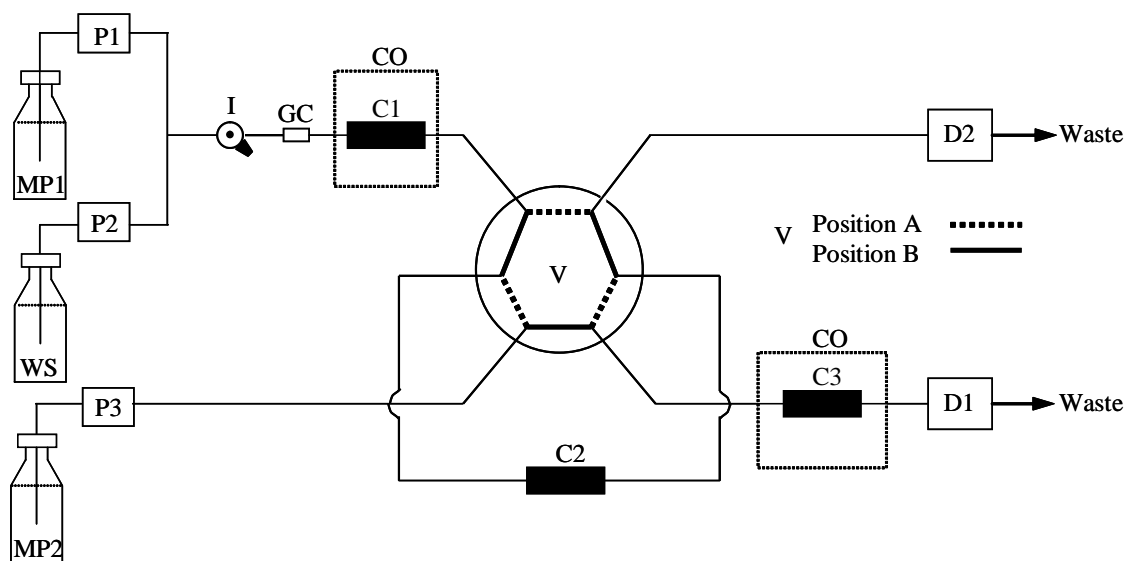 P1
MP1
I
GC
CO
C1
D2
Waste
P2
WS
V
Position A
Position B
V
P3
MP2
C2
CO
C3
D1
Waste